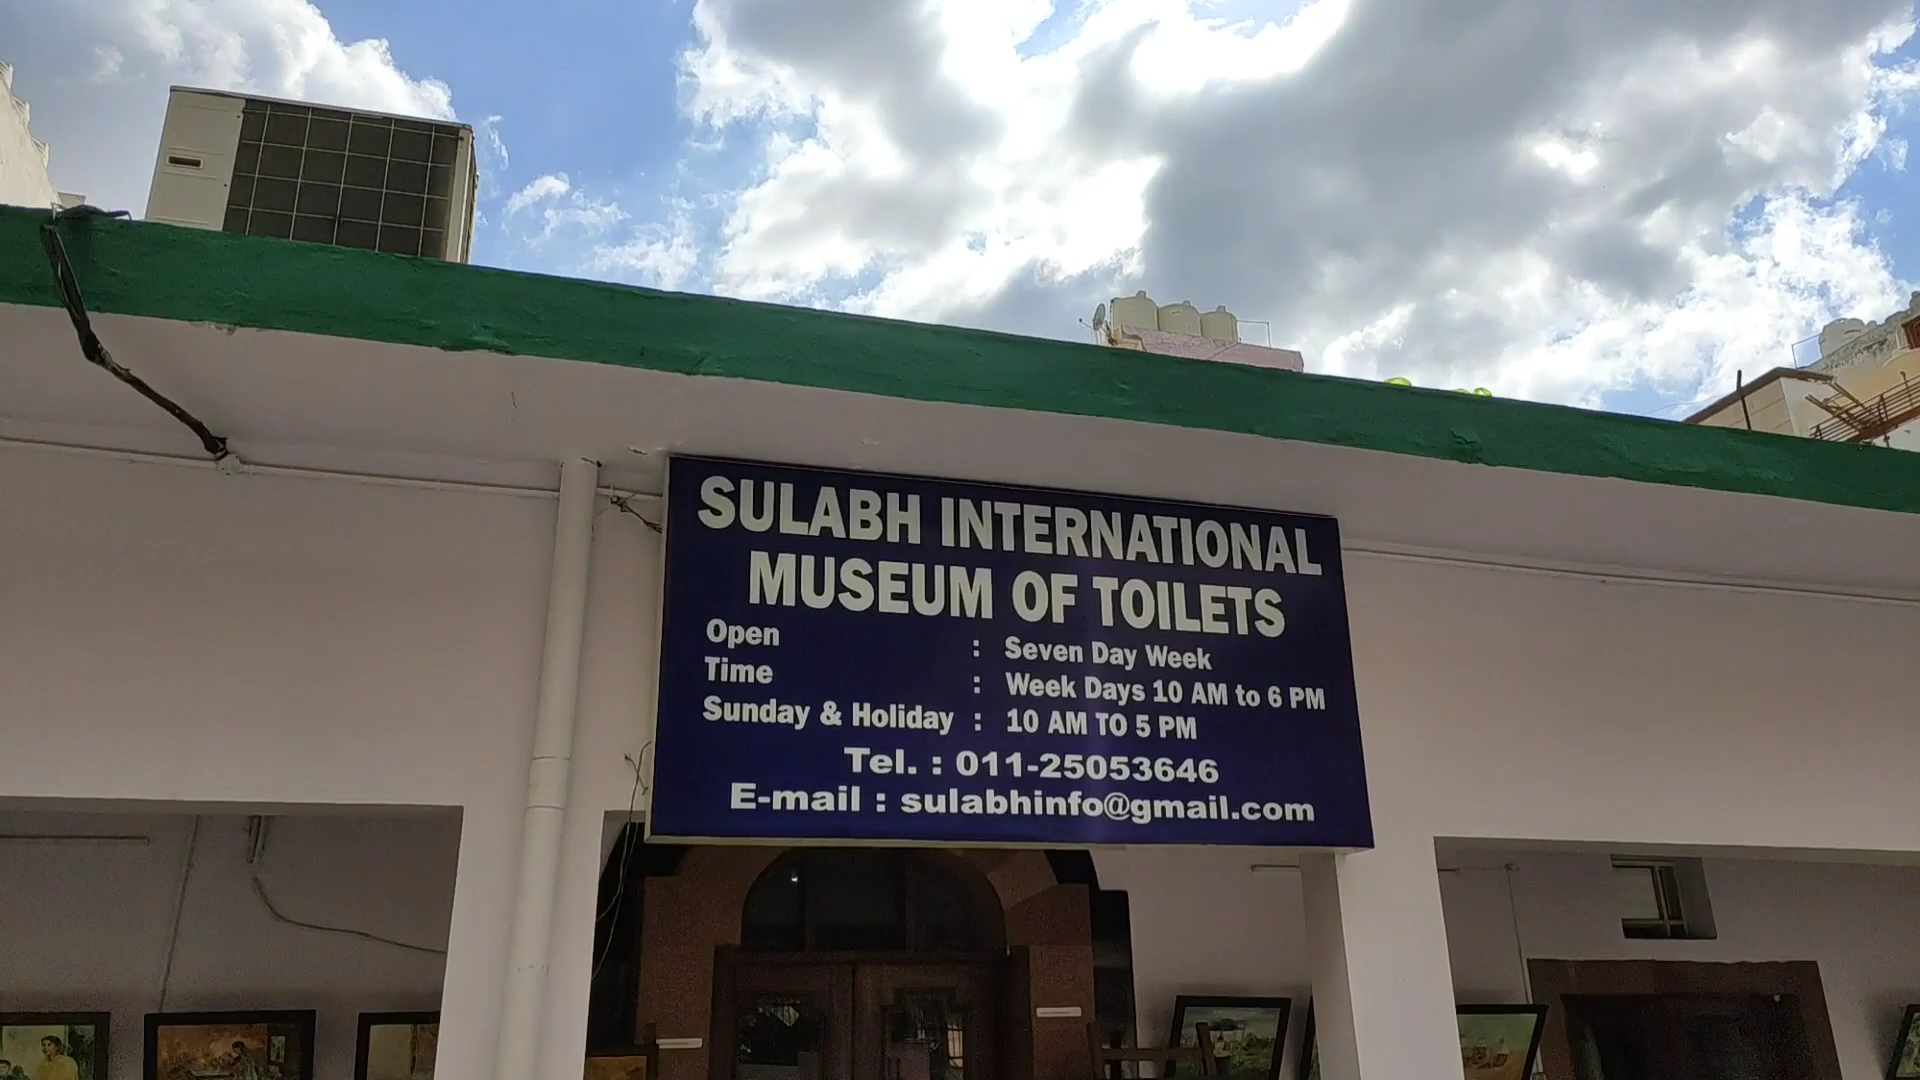 SULABH INTERNATIONAL
MUSEUM OF TOILETS
Open : Seven Day Week
Time : Week Days 10 AM to 6 PM
Sunday & Holiday : 10 AM TO 5 PM
Tel. : 011-25053646
E-mail : sulabhinfo@gmail.com